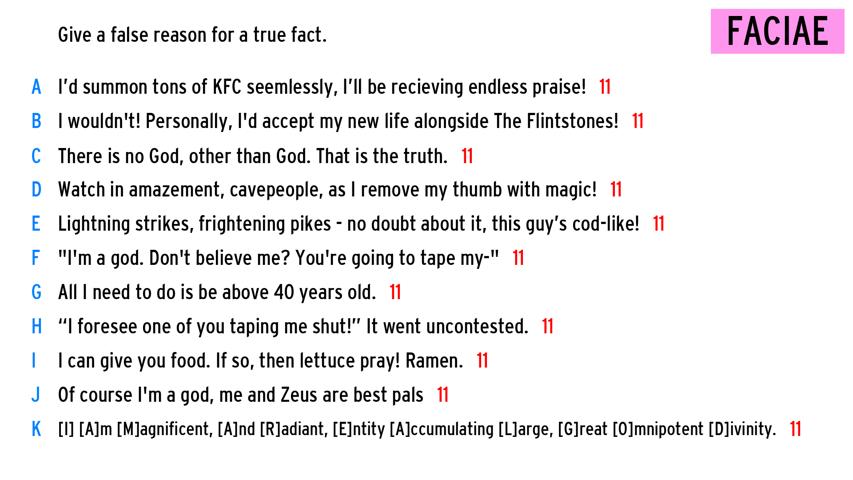 Give a false reason for a true fact.
FACIAE
A I'd summon tons of KFC seemlessly, I'll be recieving endless praise! 11
B I wouldn't! Personally, I'd accept my new life alongside The Flintstones! 11
C There is no God, other than God. That is the truth. 11
D Watch in amazement, cavepeople, as I remove my thumb with magic! 11
E Lightning strikes, frightening pikes - no doubt about it, this guy's cod-like! 11
F "I'm a god. Don't believe me? You're going to tape my-" 11
G All I need to do is be above 40 years old. 11
H “I foresee one of you taping me shut!” It went uncontested. 11
I I can give you food. If so, then lettuce pray! Ramen. 11
J Of course I'm a god, me and Zeus are best pals 11
K [I] [A]m [M]agnificent, [A]nd [R]adiant, [E]ntity [A]ccumulating [L]arge, [G]reat [O]mnipotent [D]ivinity. 11